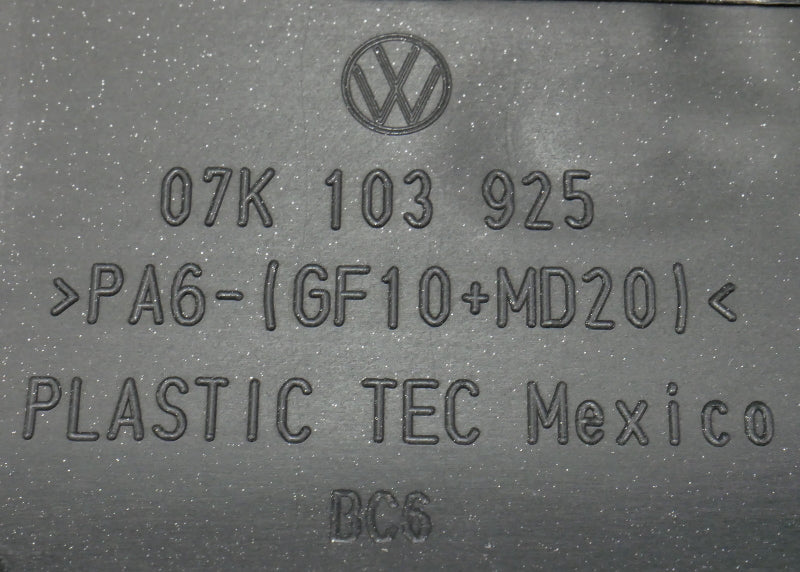 07K 103 925
>PA6-(GF10+MD20)<
PLASTIC TEC Mexico
BC6